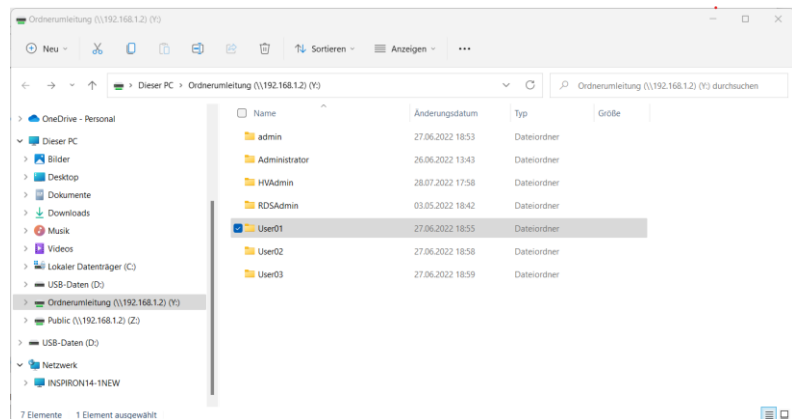 Ordnerumleitung (\\192.168.1.2) (Y:)
Neu
Sortieren
Anzeigen
Dieser PC > Ordnerumleitung (\\192.168.1.2) (Y:)
Ordnerumleitung (\\192.168.1.2) (Y:) durchsuchen
OneDrive - Personal
Dieser PC
Bilder
Desktop
Dokumente
Downloads
Musik
Videos
Lokaler Datenträger (C:)
USB-Daten (D:)
Ordnerumleitung (\\192.168.1.2) (Y:)
Public (\\192.168.1.2) (Z:)
USB-Daten (D:)
Netzwerk
INSPIRON14-1NEW
Name Änderungsdatum Typ Größe
admin 27.06.2022 18:53 Dateiordner
Administrator 26.06.2022 13:43 Dateiordner
HVAdmin 28.07.2022 17:58 Dateiordner
RDSAdmin 03.05.2022 18:42 Dateiordner
User01 27.06.2022 18:55 Dateiordner
User02 27.06.2022 18:58 Dateiordner
User03 27.06.2022 18:59 Dateiordner
7 Elemente 1 Element ausgewählt